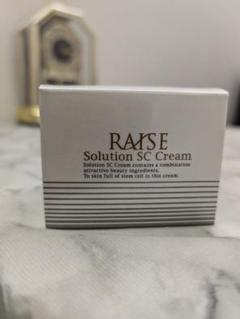 RAISE
Solution SC Cream
Solution SC Cream contains a combination
attractive beauty ingredients.
To skin full of stem cell in this cream.